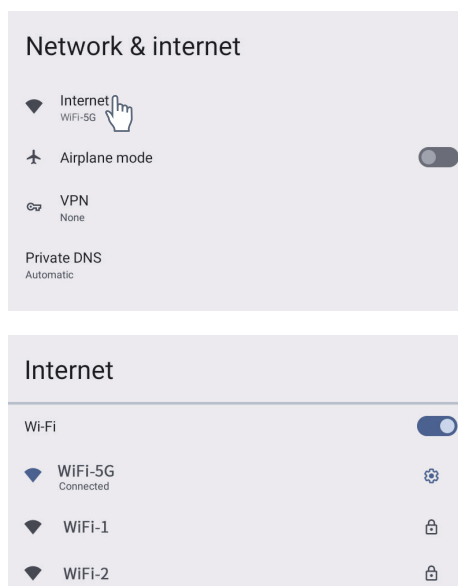 Network & internet
Internet
WiFi-5G
Airplane mode
VPN
None
Private DNS
Automatic
Internet
Wi-Fi
WiFi-5G
Connected
WiFi-1
WiFi-2